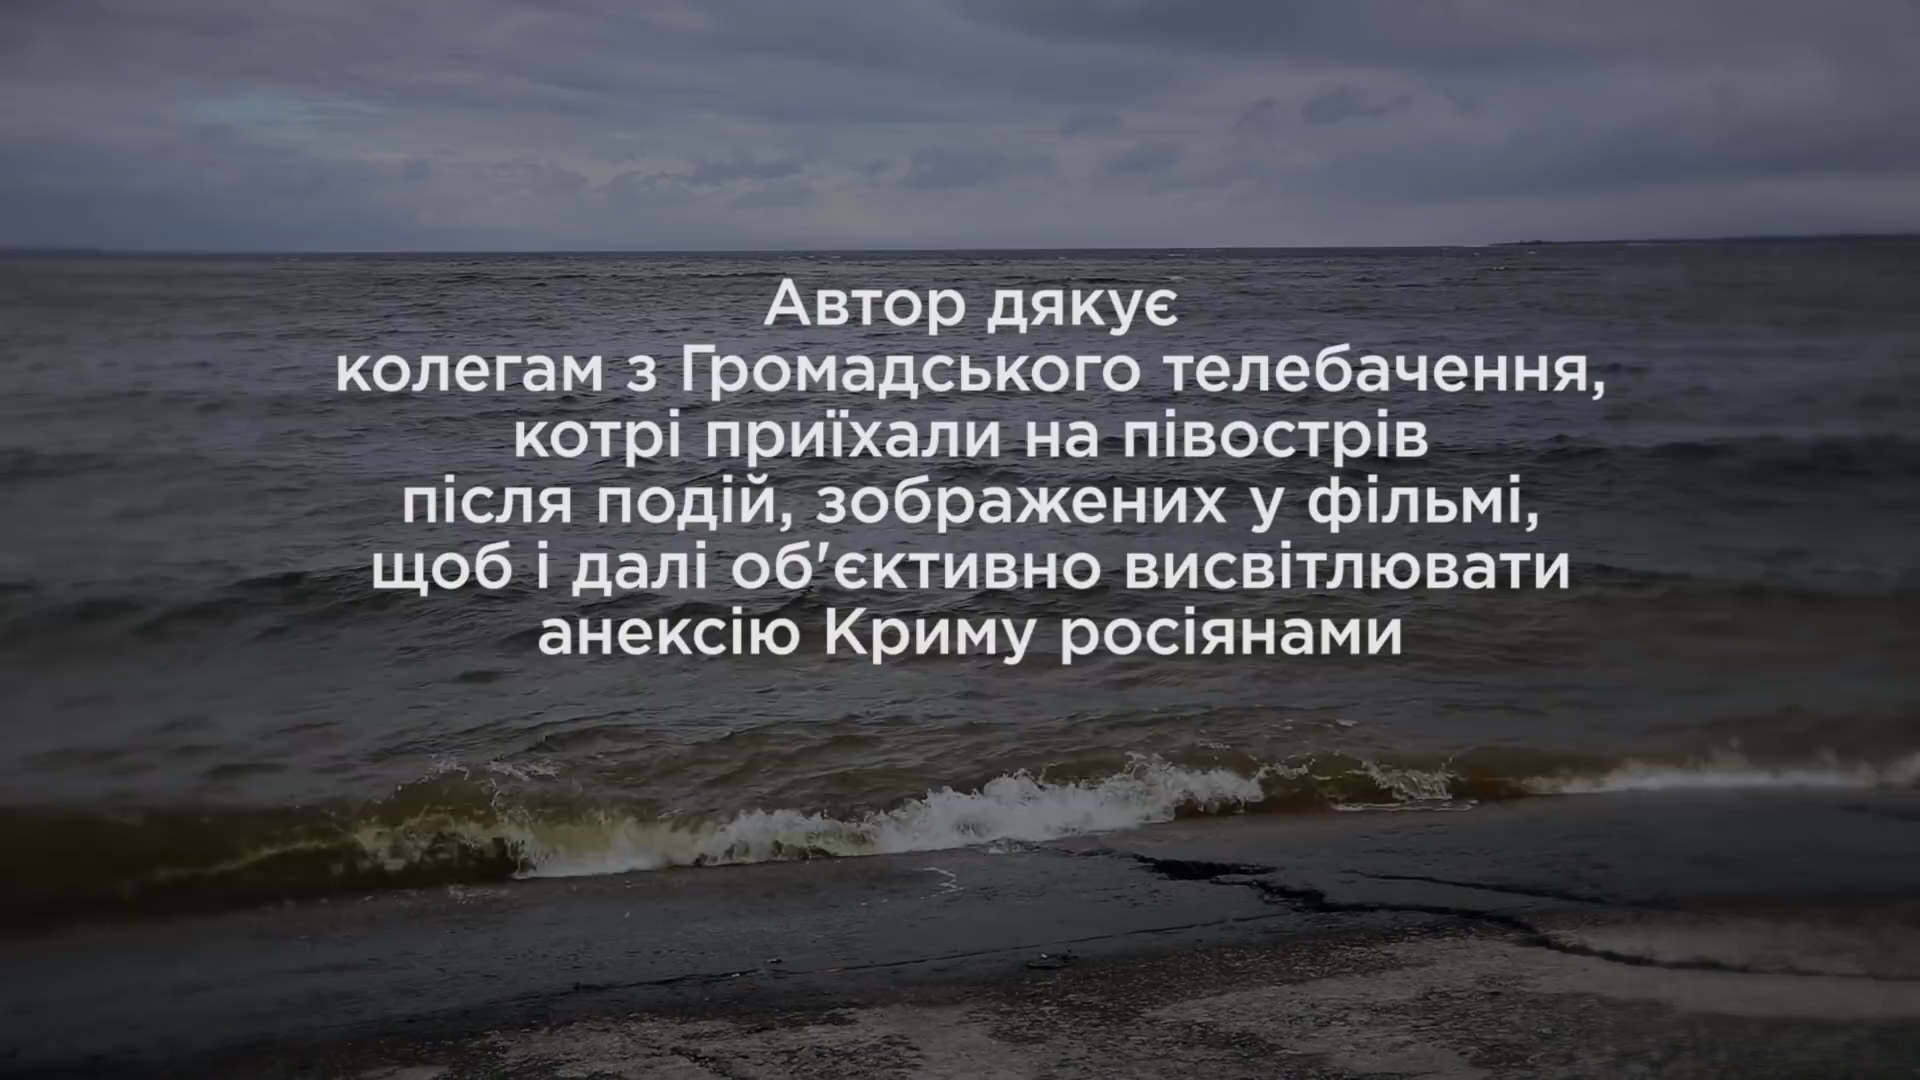 Автор дякує
колегам з Громадського телебачення,
котрі приїхали на півострів
після подій, зображених у фільмі,
щоб і далі об'єктивно висвітлювати
анексію Криму росіянами